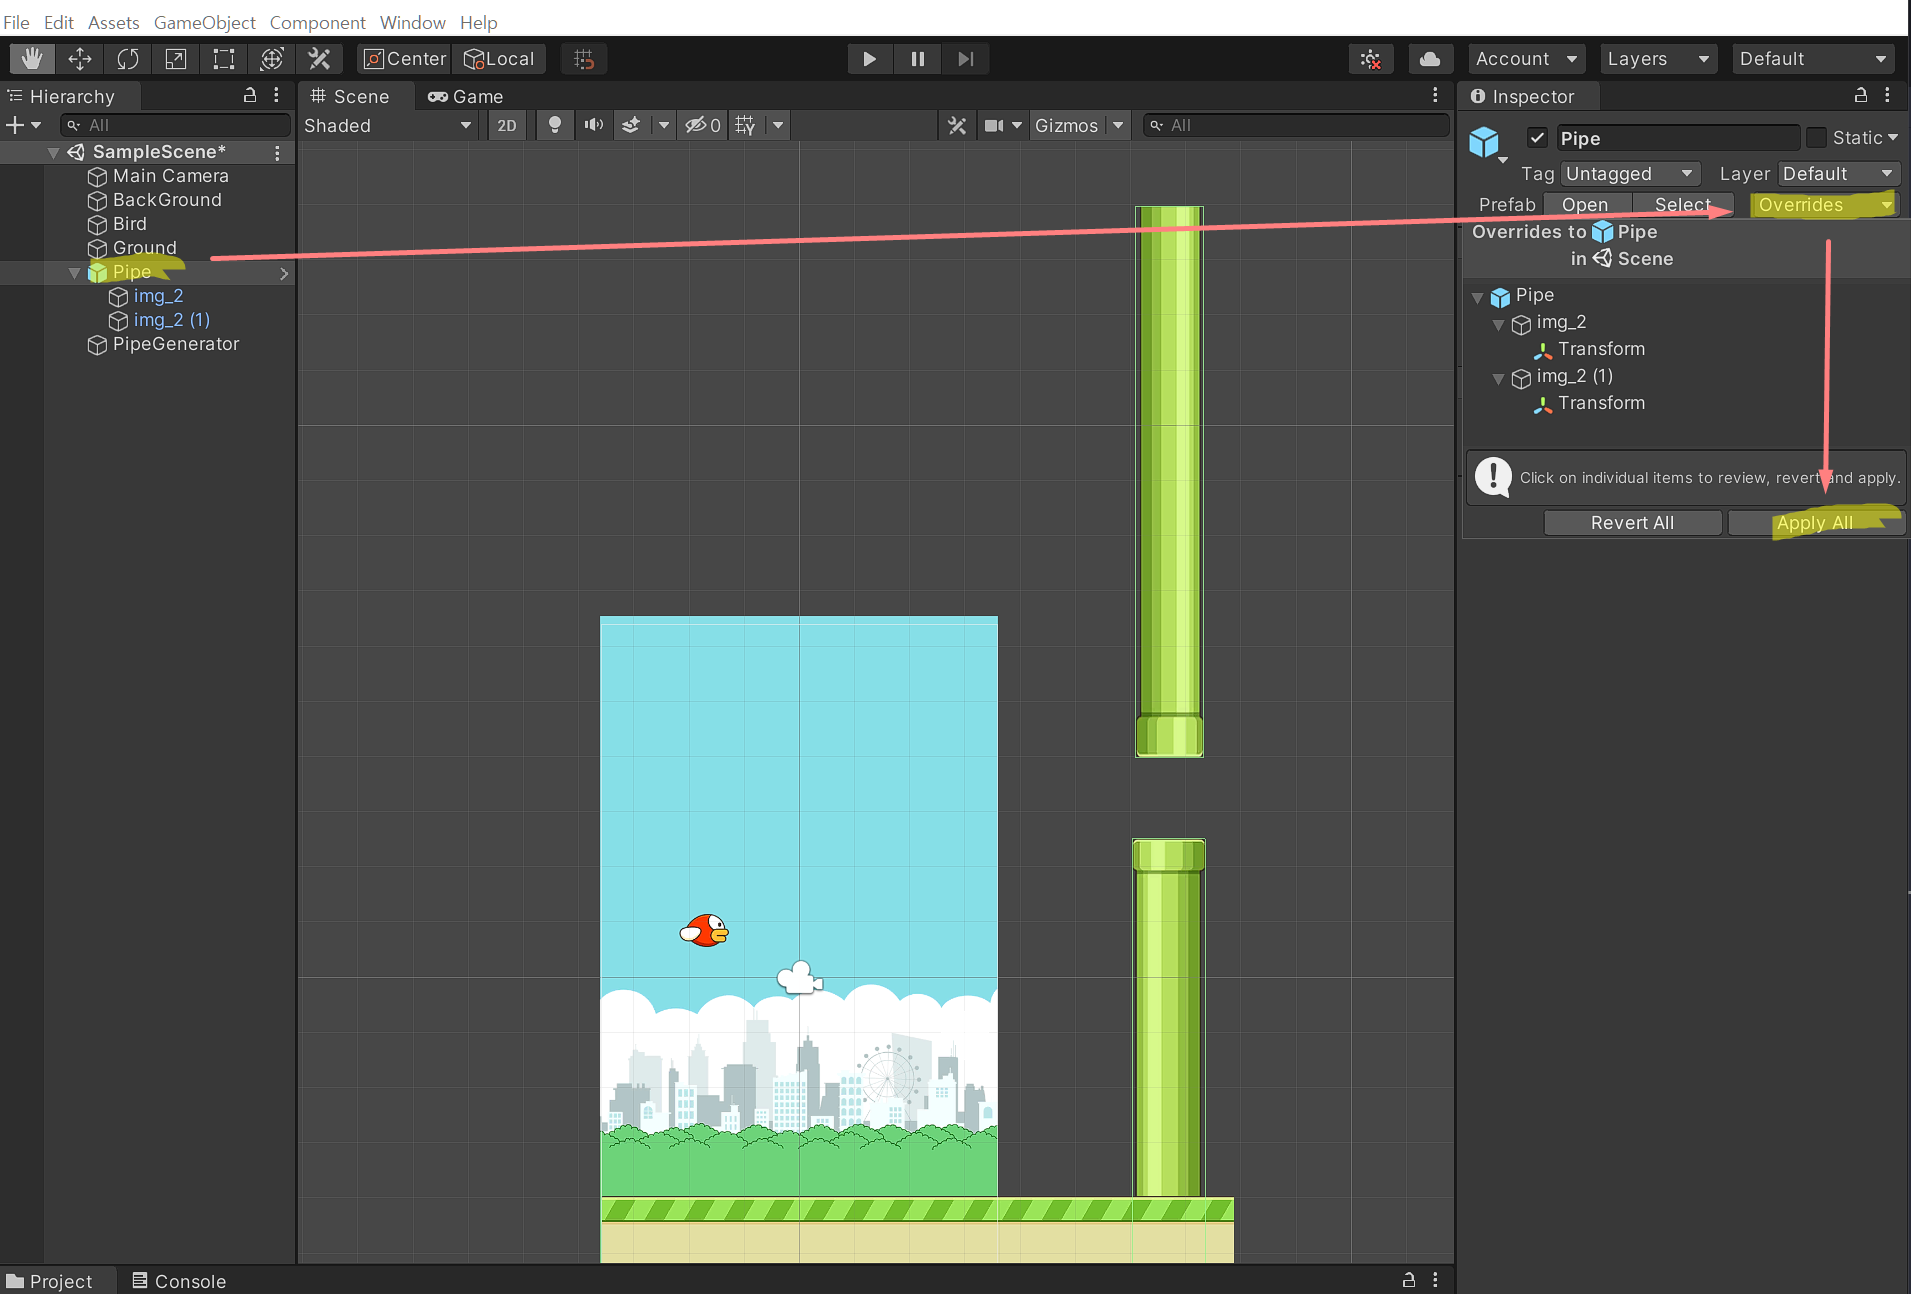 File Edit Assets GameObject Component Window Help
Center Local Account Layers Default
Hierarchy
All
SampleScene*
Main Camera
BackGround
Bird
Ground
Pipe
img_2
img_2 (1)
PipeGenerator
Scene Game
Shaded 2D 0 Gizmos All
Inspector
Pipe Static
Tag Untagged Layer Default
Prefab Open Select Overrides
Overrides to Pipe
in Scene
Pipe
img_2
Transform
img_2 (1)
Transform
Click on individual items to review, revert and apply.
Revert All Apply All
Project Console